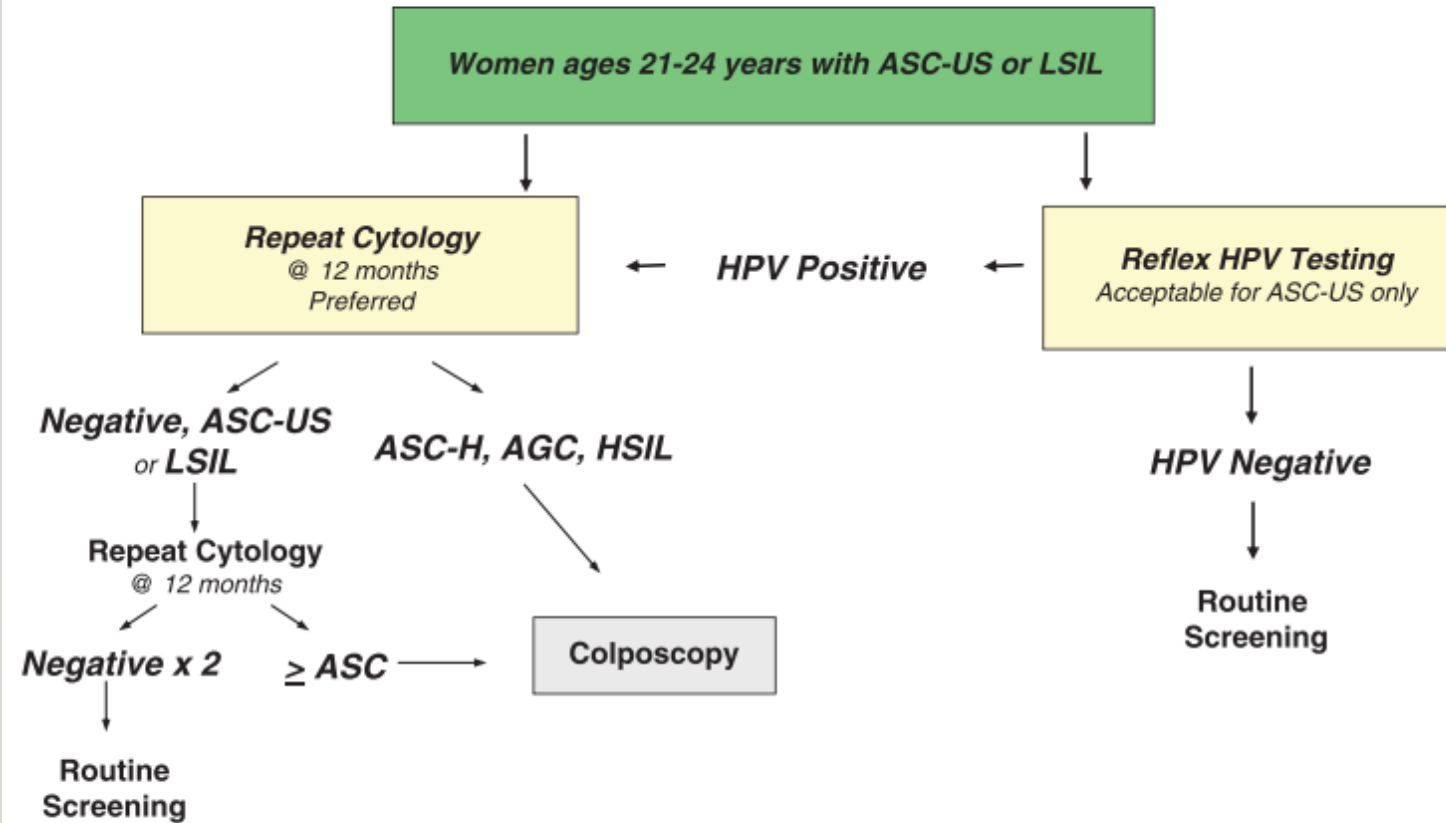 Women ages 21-24 years with ASC-US or LSIL
Repeat Cytology
@ 12 months
Preferred
HPV Positive
Reflex HPV Testing
Acceptable for ASC-US only
Negative, ASC-US
or LSIL
ASC-H, AGC, HSIL
HPV Negative
Repeat Cytology
@ 12 months
Routine
Screening
Negative x 2
≥ ASC
Colposcopy
Routine
Screening